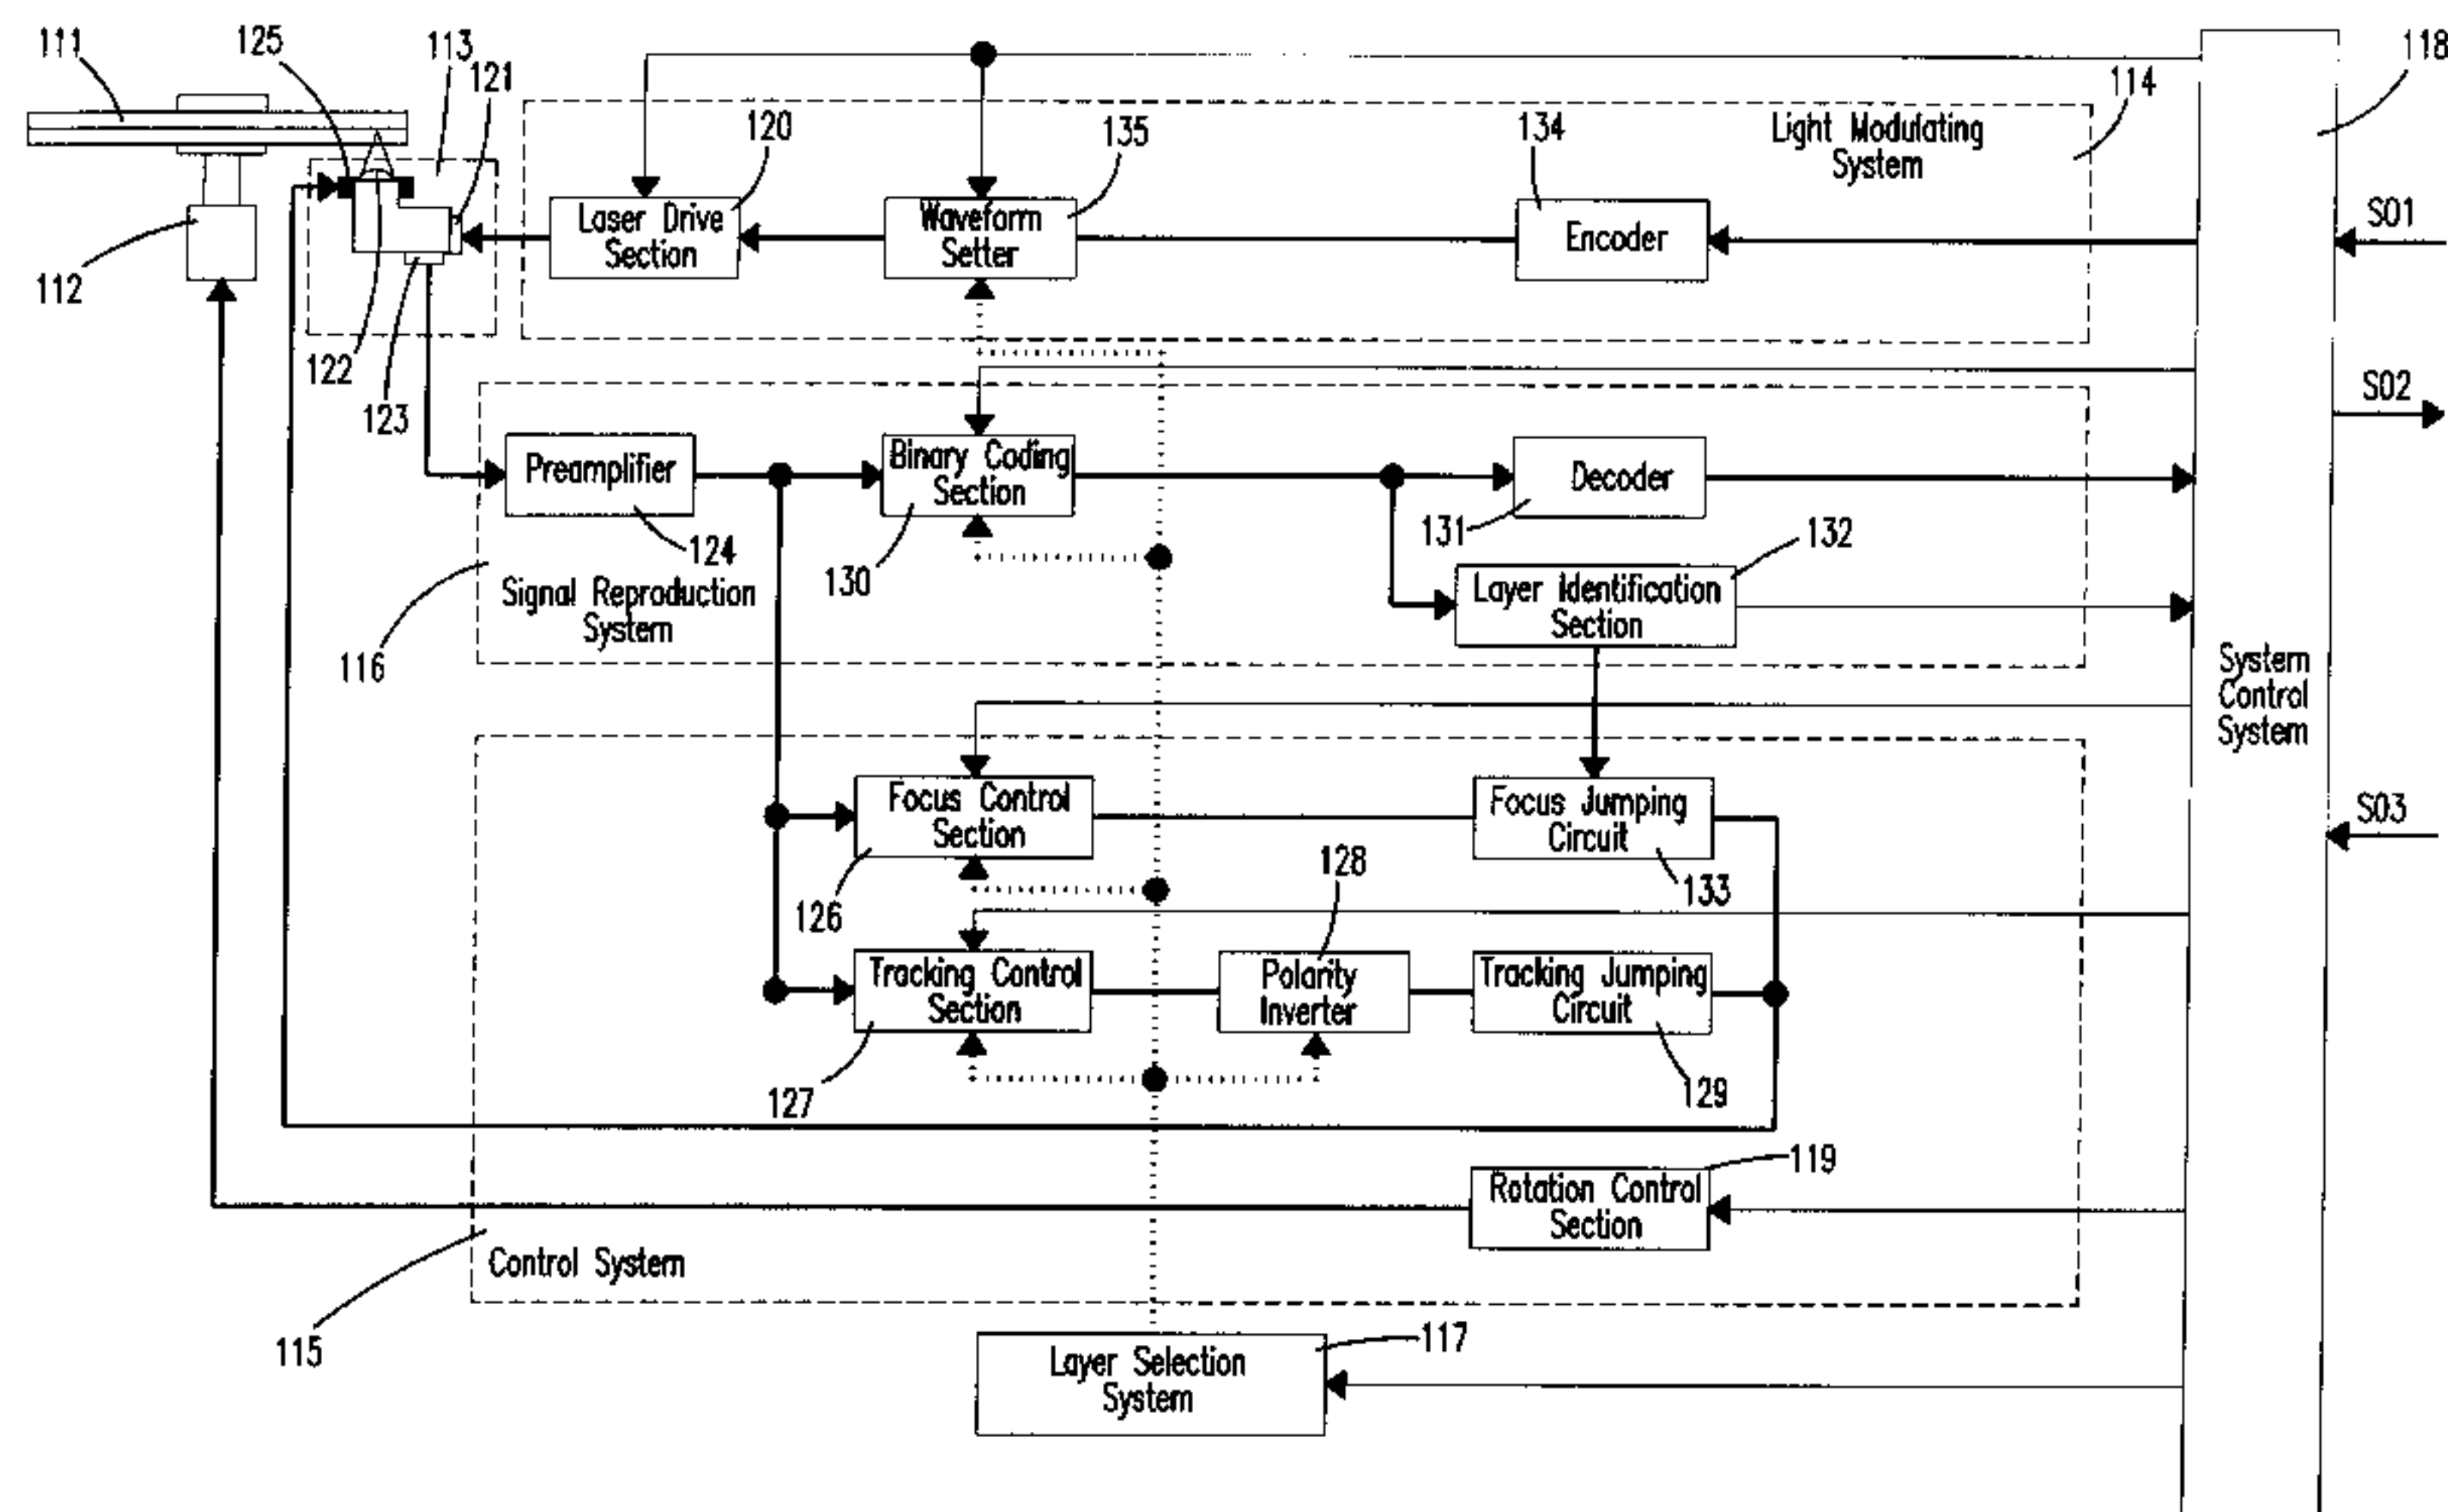 111
125
113
121
118
114
120
135
134
Light Modulating
System
Laser Drive
Section
Waveform
Setter
Encoder
S01
112
122
123
S02
Preamplifier
Binary Coding
Section
Decoder
124
130
131
132
Signal Reproduction
System
Layer Identification
Section
116
System
Control
System
Focus Control
Section
Focus Jumping
Circuit
S03
126
128
133
Tracking Control
Section
Polarity
Inverter
Tracking Jumping
Circuit
127
129
119
Rotation Control
Section
Control System
115
117
Layer Selection
System